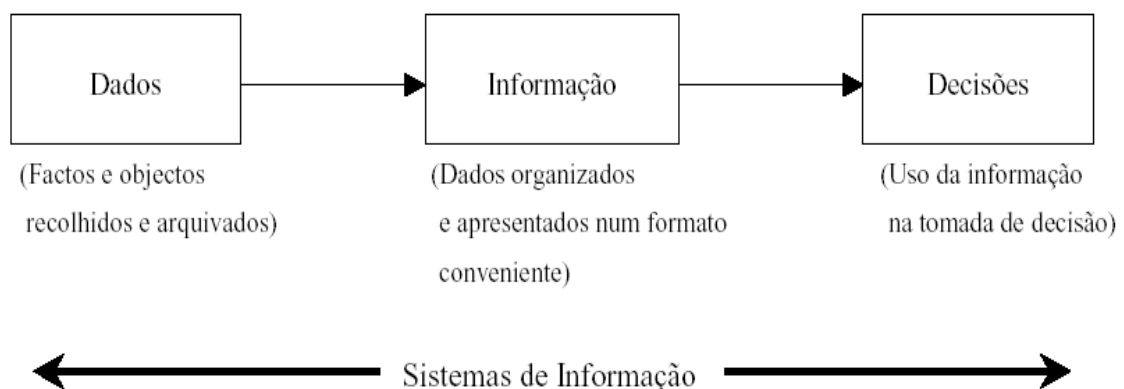 Dados
Informação
Decisões
(Factos e objectos
recolhidos e arquivados)
(Dados organizados
e apresentados num formato
conveniente)
(Uso da informação
na tomada de decisão)
Sistemas de Informação